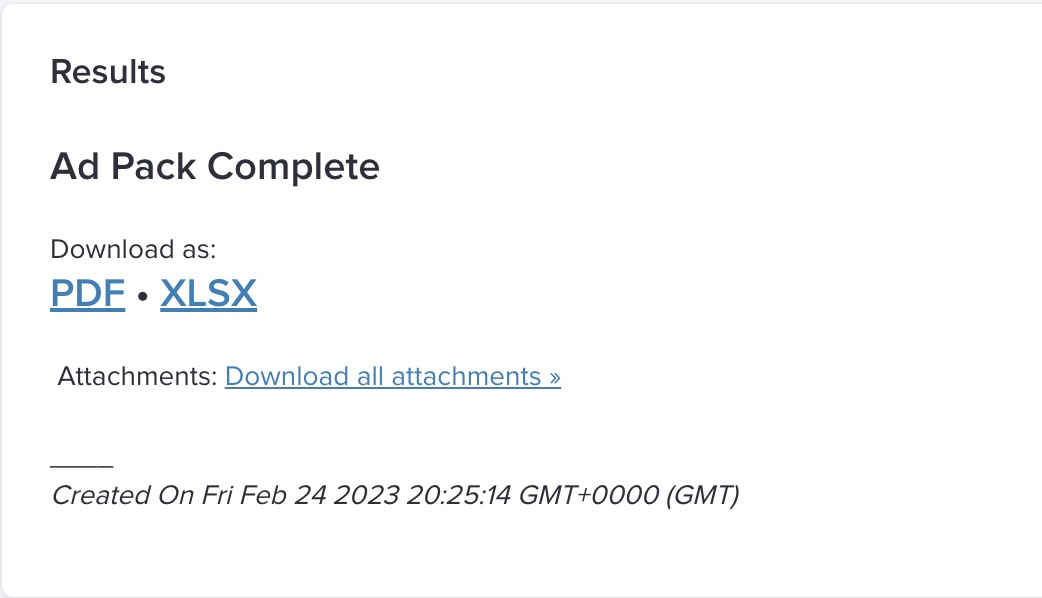 Results
Ad Pack Complete
Download as:
PDF • XLSX
Attachments: Download all attachments »
____
Created On Fri Feb 24 2023 20:25:14 GMT+0000 (GMT)